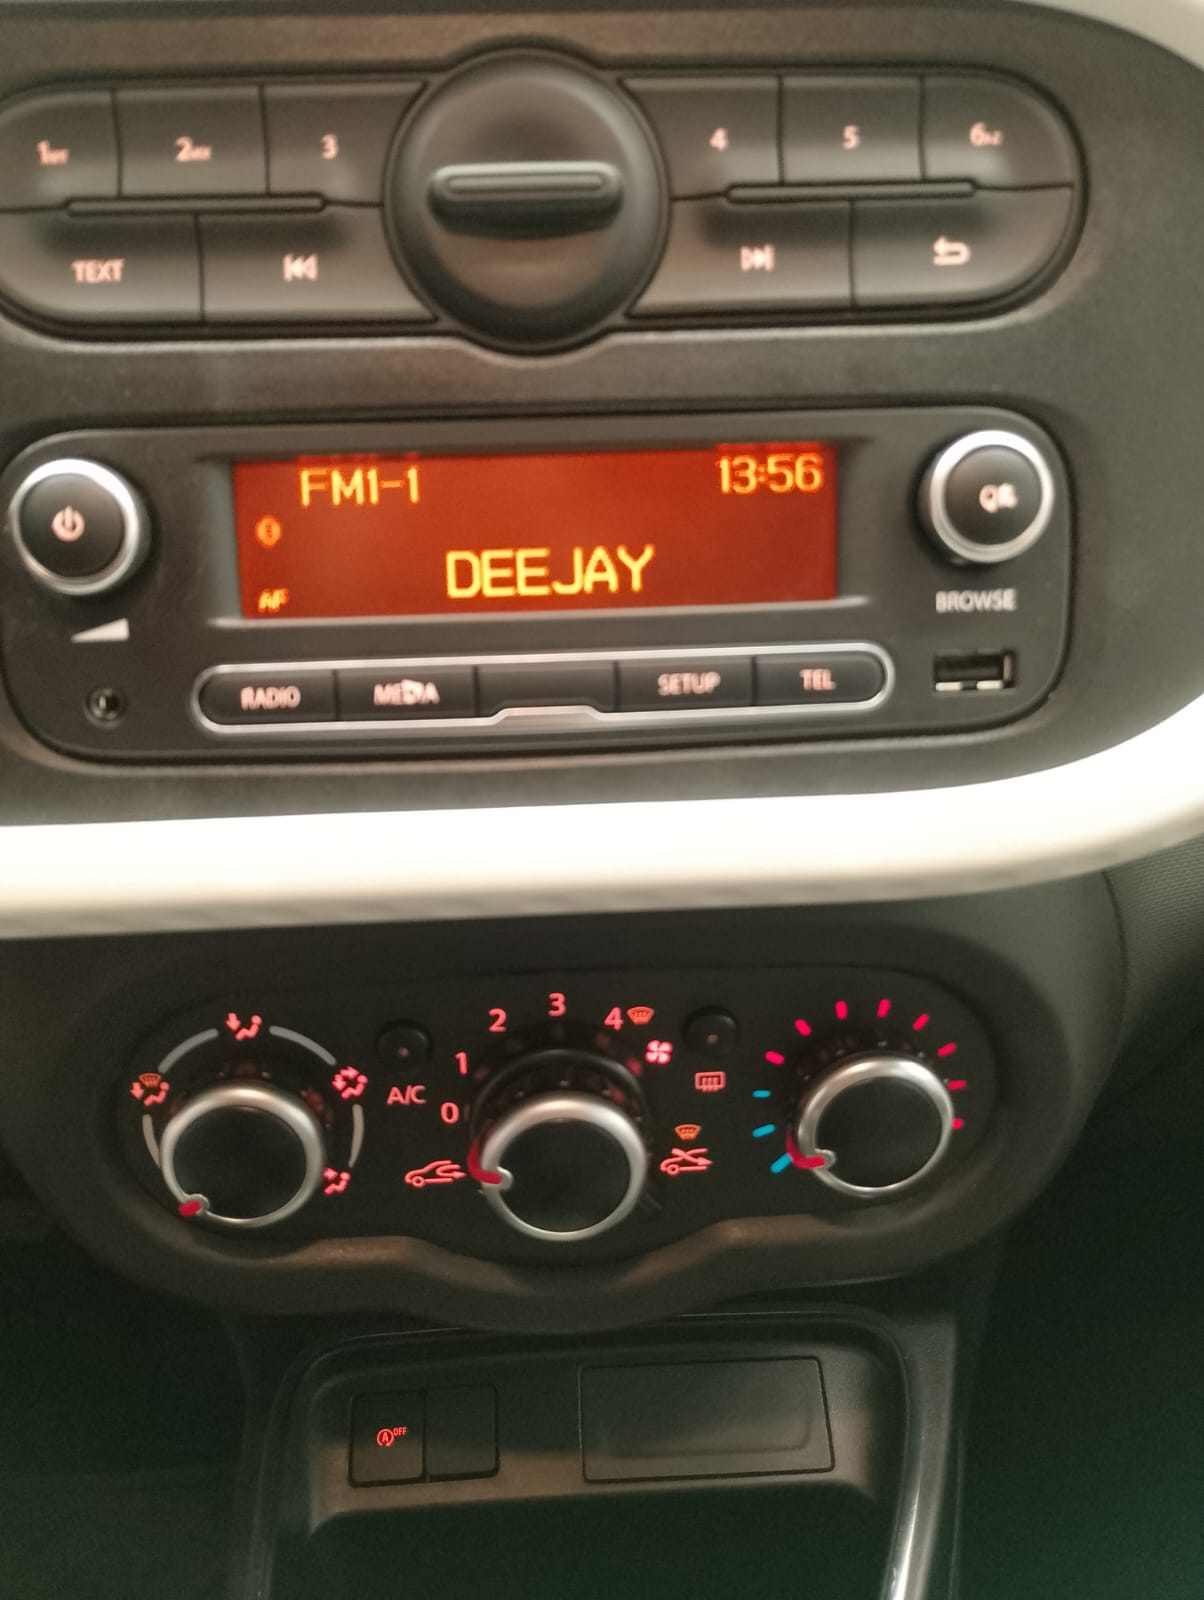 1
2
3
4
5
6
TEXT
FM1-1
13:56
AF
DEEJAY
BROWSE
RADIO
MEDIA
SETUP
TEL
0
1
2
3
4
A/C
A OFF